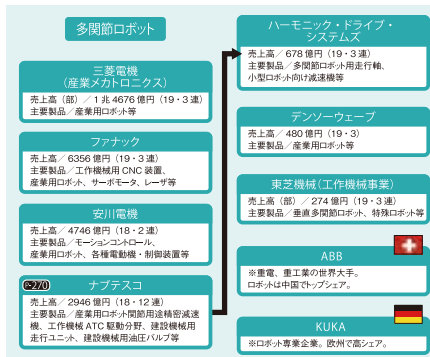 多関節ロボット
三菱電機
(産業メカトロニクス)
売上高(部)/1兆4676億円(19・3連)
主要製品/産業用ロボット等
ファナック
売上高/6356億円(19・3連)
主要製品/工作機械用CNC装置、
産業用ロボット、サーボモータ、レーザ等
安川電機
売上高/4746億円(18・2連)
主要製品/モーションコントロール、
産業用ロボット、各種電動機・制御装置等
P-270
ナブテスコ
売上高/2946億円(18・12連)
主要製品/産業用ロボット関節用途精密減速
機、工作機械ATC駆動分野、建設機械用
走行ユニット、建設機械用油圧バルブ等
ハーモニック・ドライブ・
システムズ
売上高/678億円(19・3連)
主要製品/多関節ロボット用走行軸、
小型ロボット向け減速機等
デンソーウェーブ
売上高/480億円(19・3)
主要製品/産業用ロボット等
東芝機械(工作機械事業)
売上高(部)/274億円(19・3連)
主要製品/垂直多関節ロボット、特殊ロボット等
ABB
※重電、重工業の世界大手。
ロボットは中国でトップシェア。
KUKA
※ロボット専業企業。欧州で高シェア。